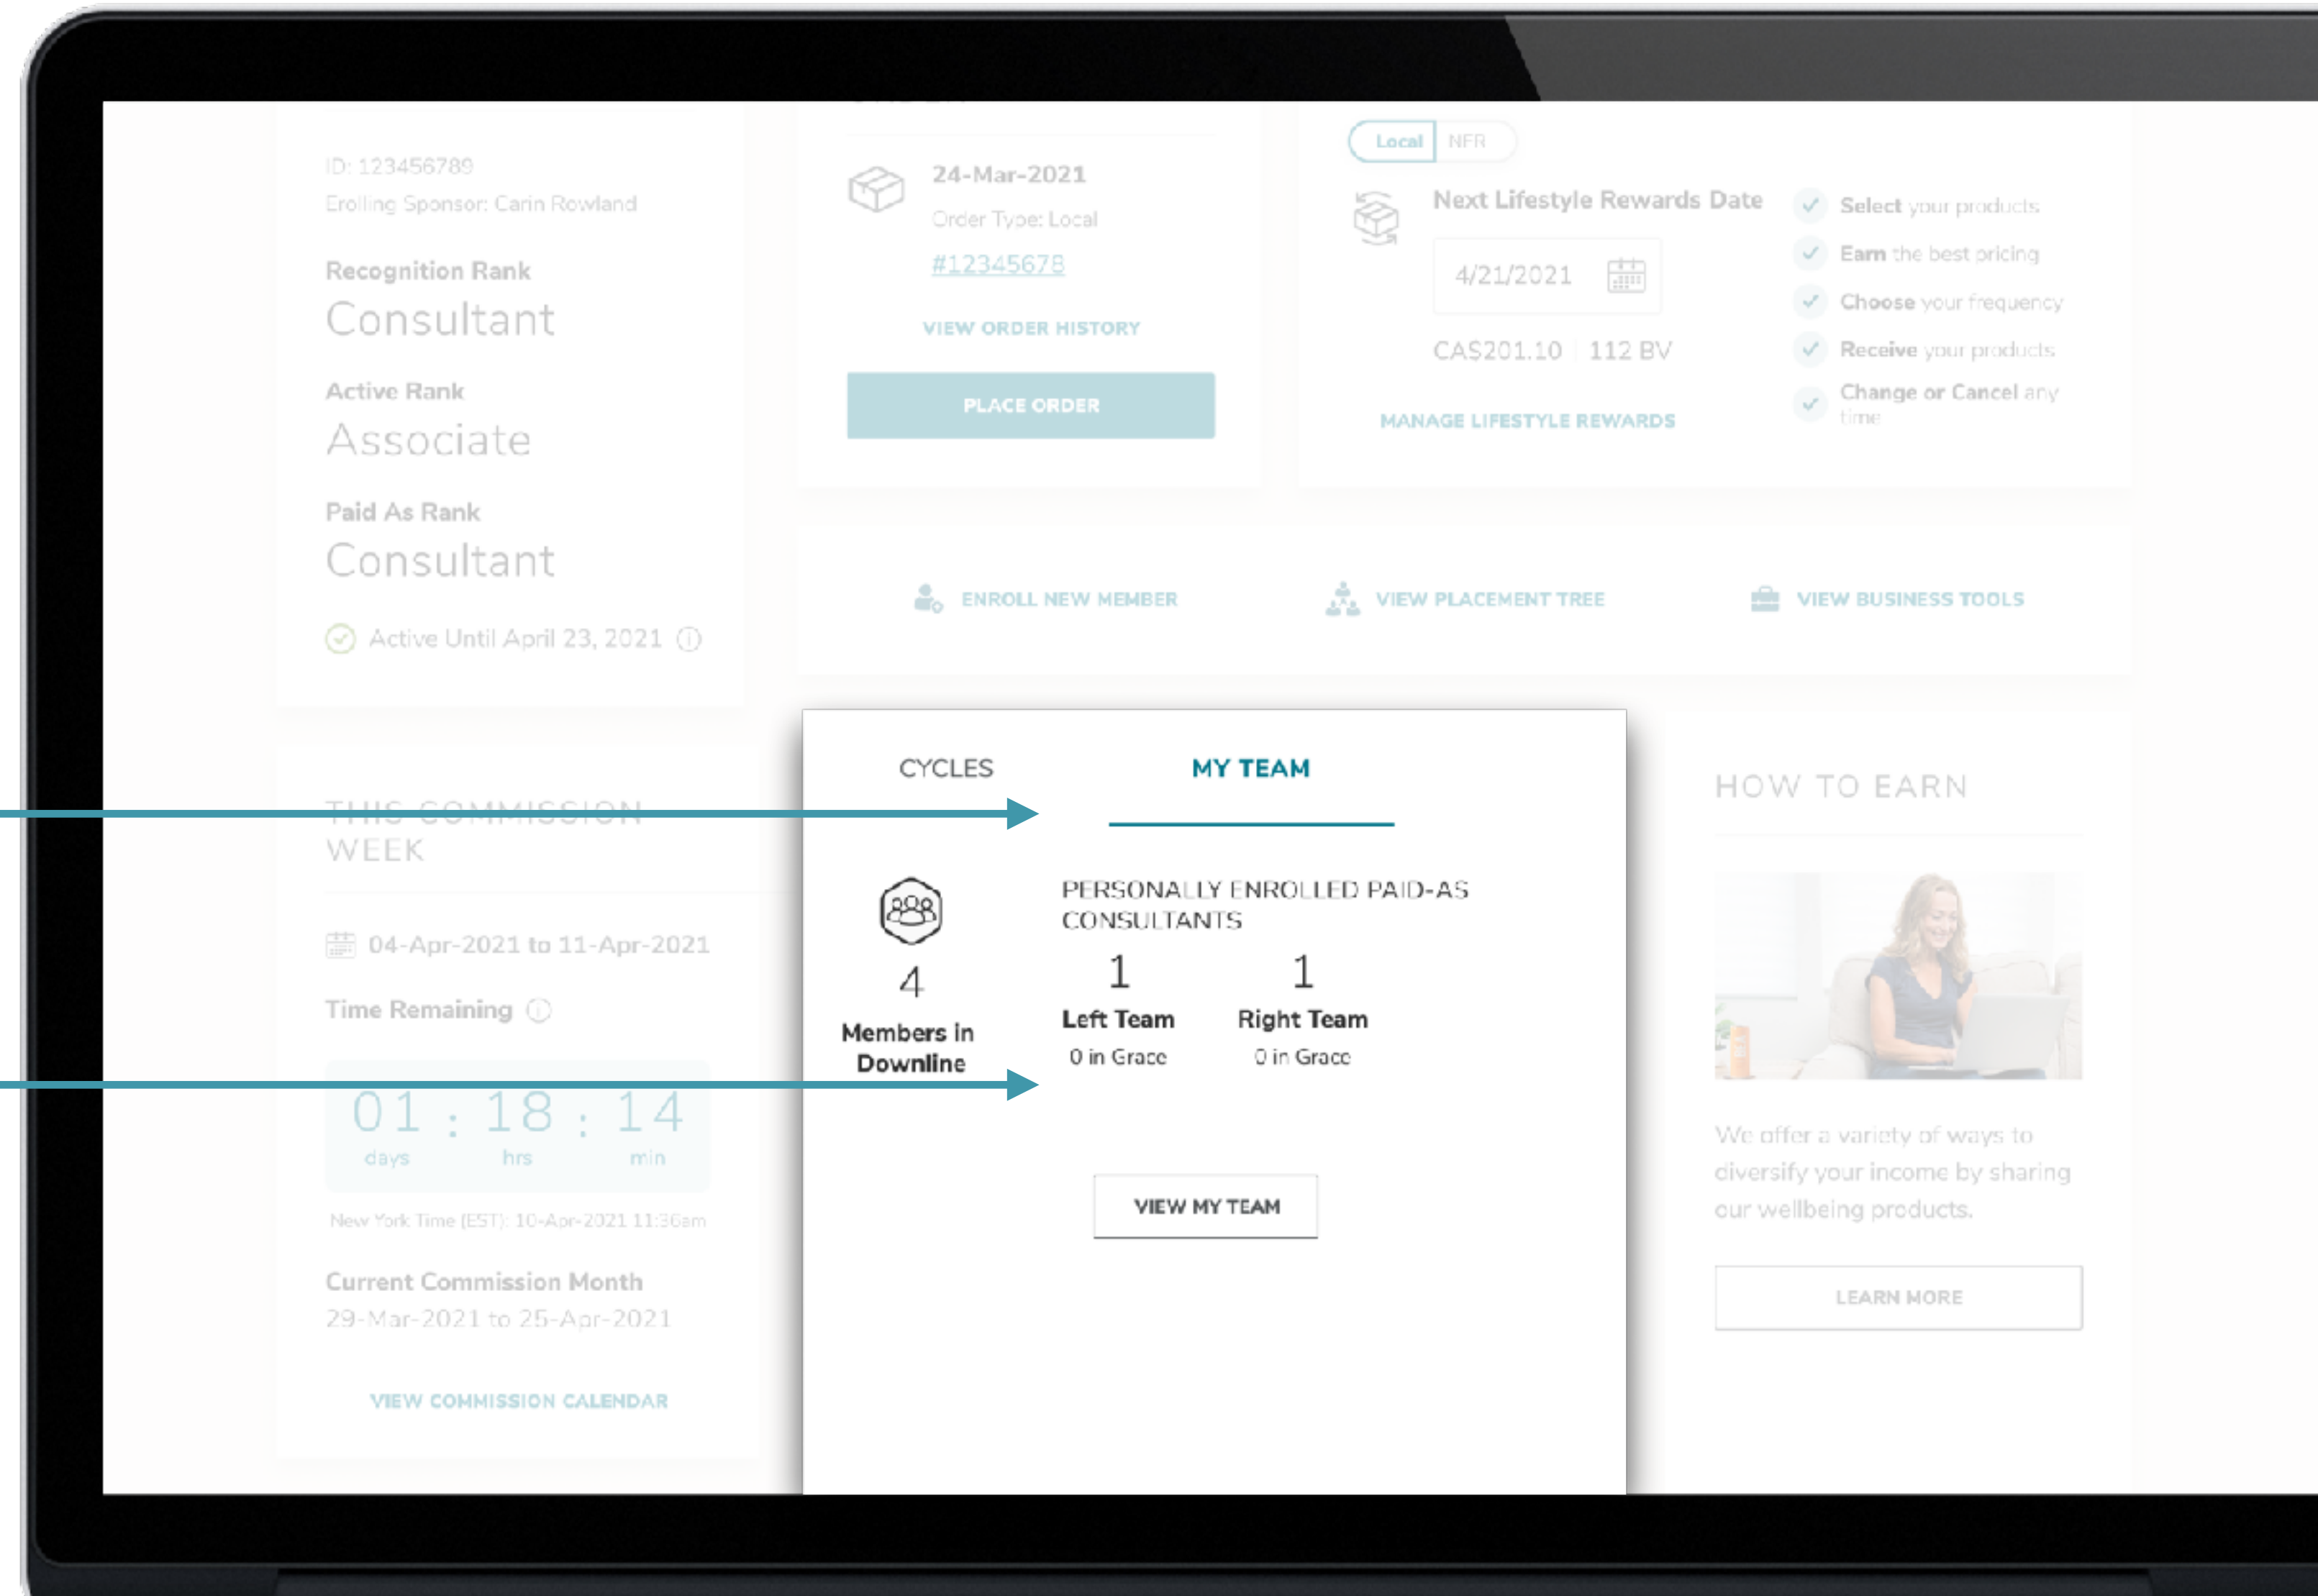 ID: 123456789
Erolling Sponsor: Carin Rowland
Recognition Rank
Consultant
Active Rank
Associate
Paid As Rank
Consultant
Active Until April 23, 2021
24-Mar-2021
Order Type: Local
#12345678
VIEW ORDER HISTORY
PLACE ORDER
Local NFR
Next Lifestyle Rewards Date
4/21/2021
CA$201.10 112 BV
MANAGE LIFESTYLE REWARDS
Select your products
Earn the best pricing
Choose your frequency
Receive your products
Change or Cancel any
time
ENROLL NEW MEMBER
VIEW PLACEMENT TREE
VIEW BUSINESS TOOLS
THIS COMMISSION
WEEK
04-Apr-2021 to 11-Apr-2021
Time Remaining
01 : 18 : 14
days hrs min
New York Time (EST): 10-Apr-2021 11:36am
Current Commission Month
29-Mar-2021 to 25-Apr-2021
VIEW COMMISSION CALENDAR
CYCLES MY TEAM
4
Members in
Downline
PERSONALLY ENROLLED PAID-AS
CONSULTANTS
1 1
Left Team Right Team
0 in Grace 0 in Grace
VIEW MY TEAM
HOW TO EARN
We offer a variety of ways to
diversify your income by sharing
our wellbeing products.
LEARN MORE